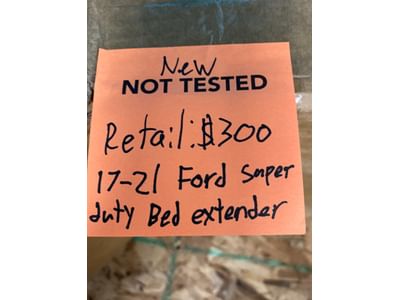 New
NOT TESTED
Retail: $300
17-21 Ford Super
duty Bed extender